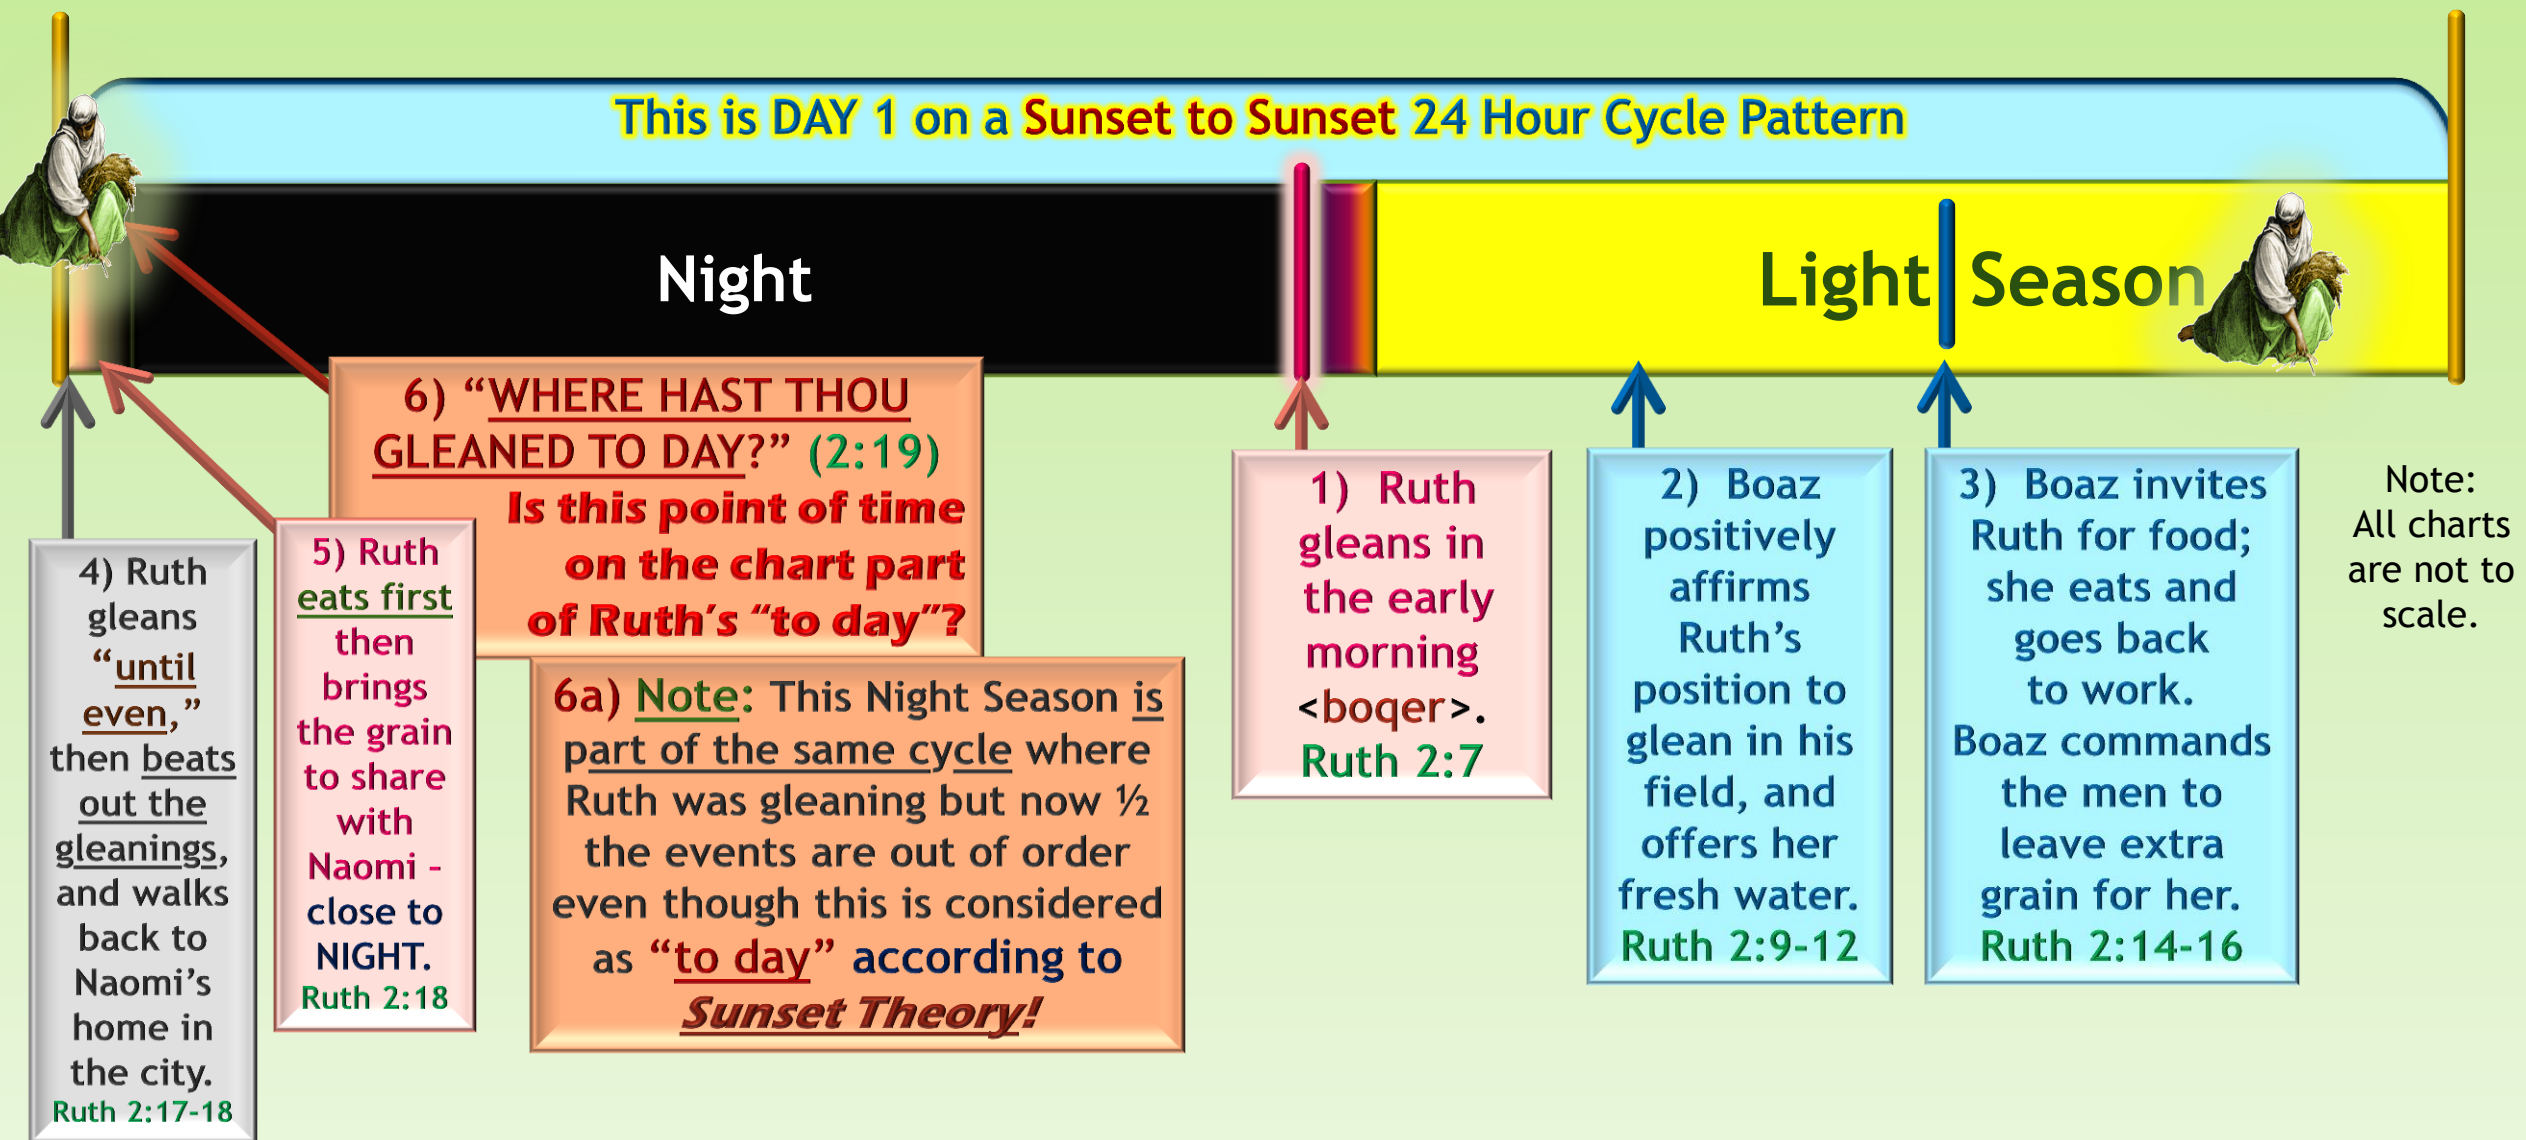 This is DAY 1 on a Sunset to Sunset 24 Hour Cycle Pattern
Night
Light Season
6) “WHERE HAST THOU
GLEANED TO DAY?” (2:19)
Is this point of time
on the chart part
of Ruth’s “to day”?
4) Ruth
gleans
“until
even,”
then beats
out the
gleanings,
and walks
back to
Naomi’s
home in
the city.
Ruth 2:17-18
5) Ruth
eats first
then
brings
the grain
to share
with
Naomi –
close to
NIGHT.
Ruth 2:18
6a) Note: This Night Season is
part of the same cycle where
Ruth was gleaning but now ½
the events are out of order
even though this is considered
as “to day” according to
Sunset Theory!
1) Ruth
gleans in
the early
morning
<boqer>.
Ruth 2:7
2) Boaz
positively
affirms
Ruth’s
position to
glean in his
field, and
offers her
fresh water.
Ruth 2:9-12
3) Boaz invites
Ruth for food;
she eats and
goes back
to work.
Boaz commands
the men to
leave extra
grain for her.
Ruth 2:14-16
Note:
All charts
are not to
scale.